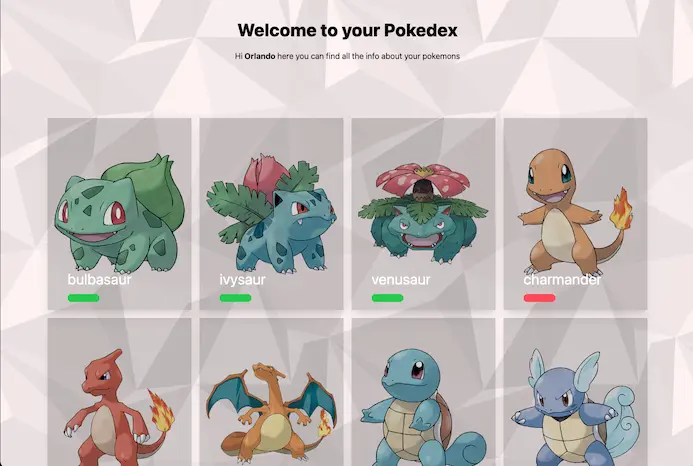 Welcome to your Pokedex
Hi Orlando here you can find all the info about your pokemons
bulbasaur
ivysaur
venusaur
charmander